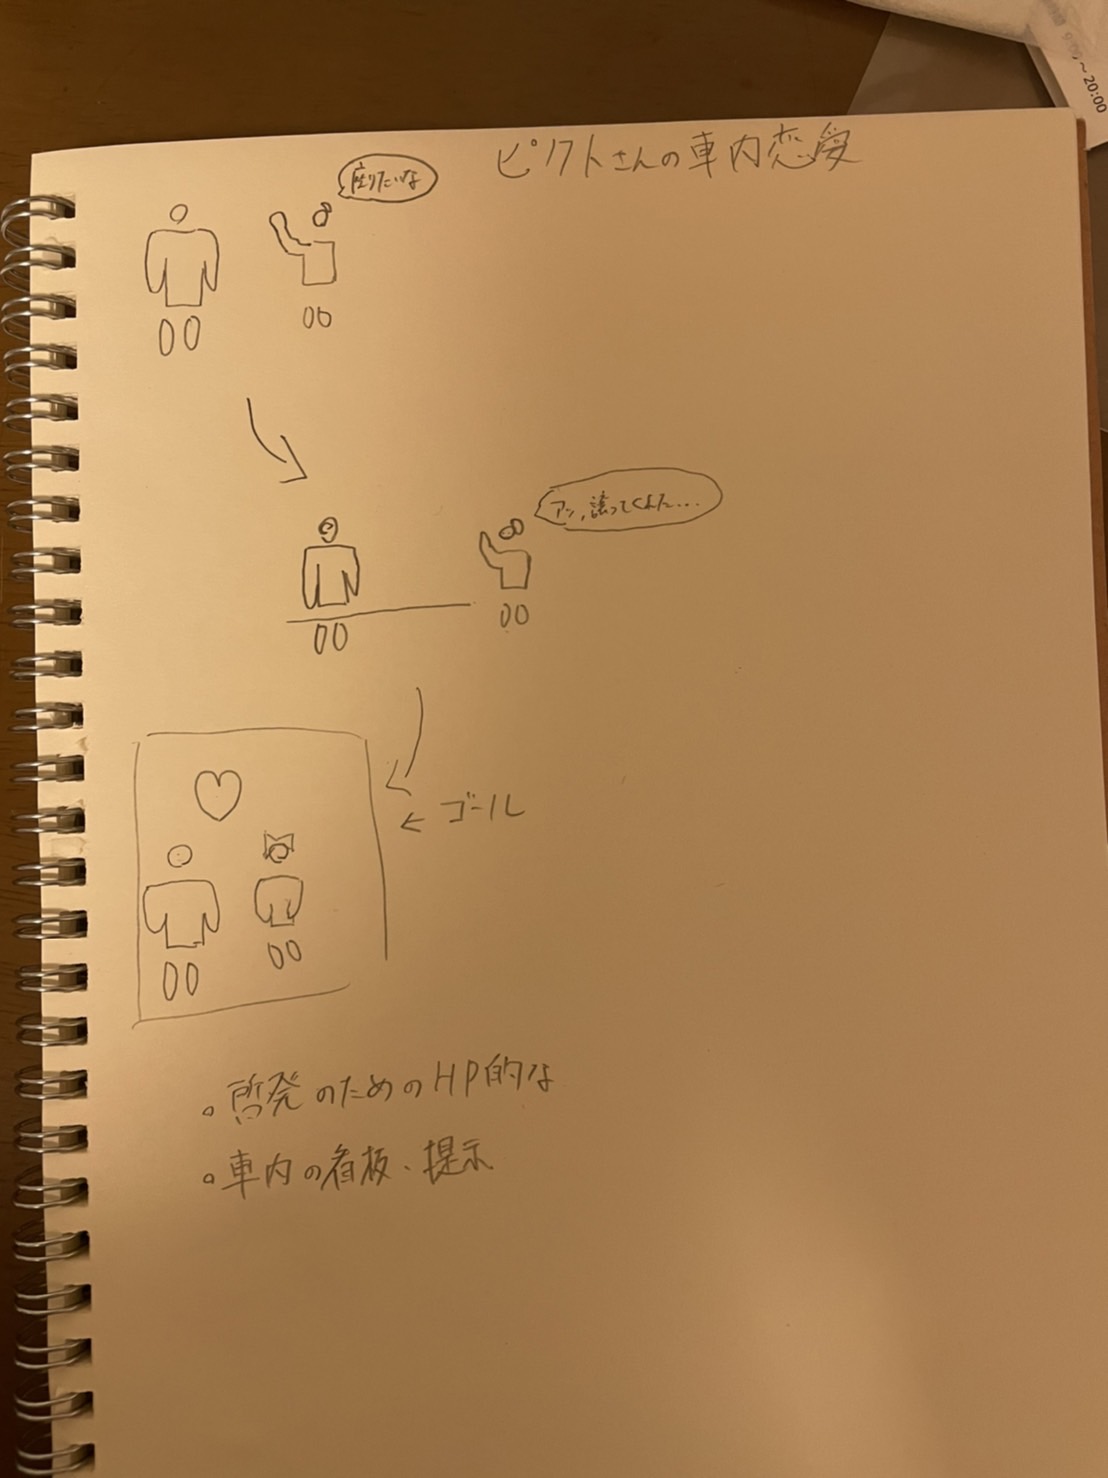 ピクトさんの車内恋愛
座りたいな
アッ,譲ってくれた...
← ゴール
。啓発のためのHP的な
。車内の看板、提示
~20:00